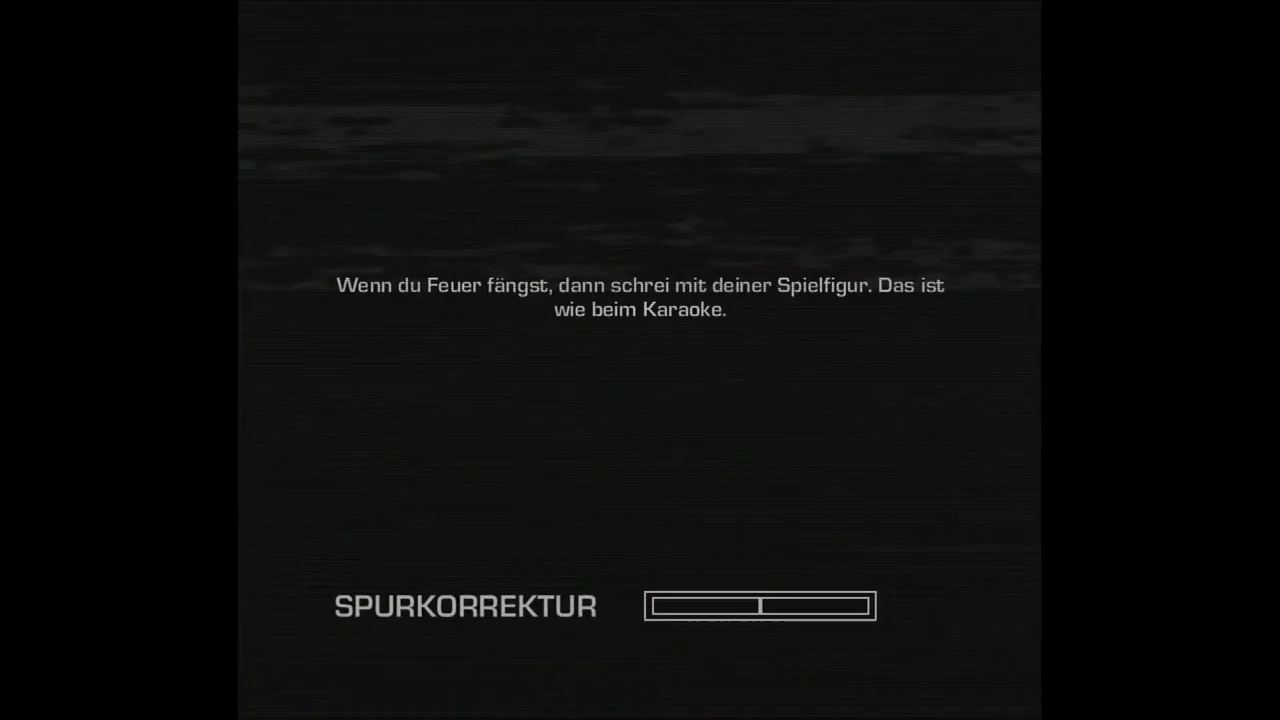 Wenn du Feuer fängst, dann schrei mit deiner Spielfigur. Das ist
wie beim Karaoke.
SPURKORREKTUR